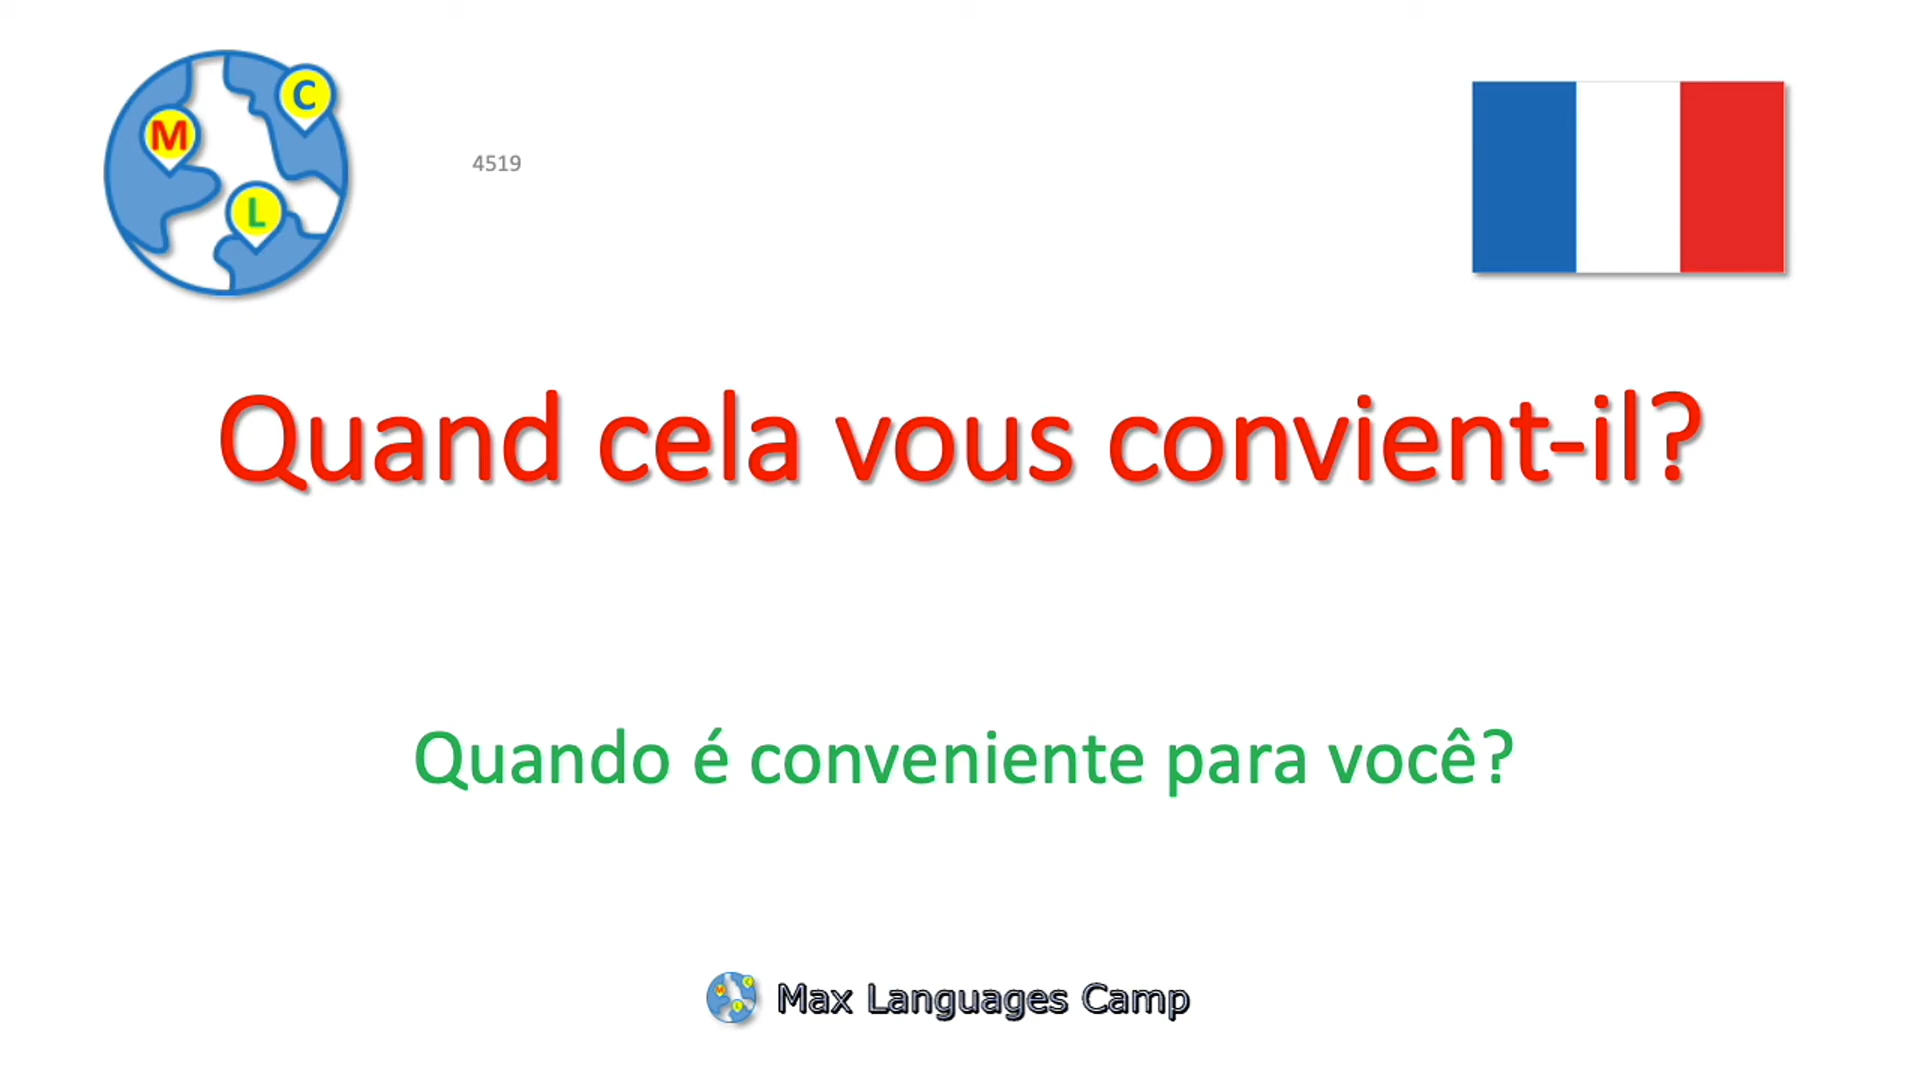 M
C
L
4519
Quand cela vous convient-il?
Quando é conveniente para você?
Max Languages Camp